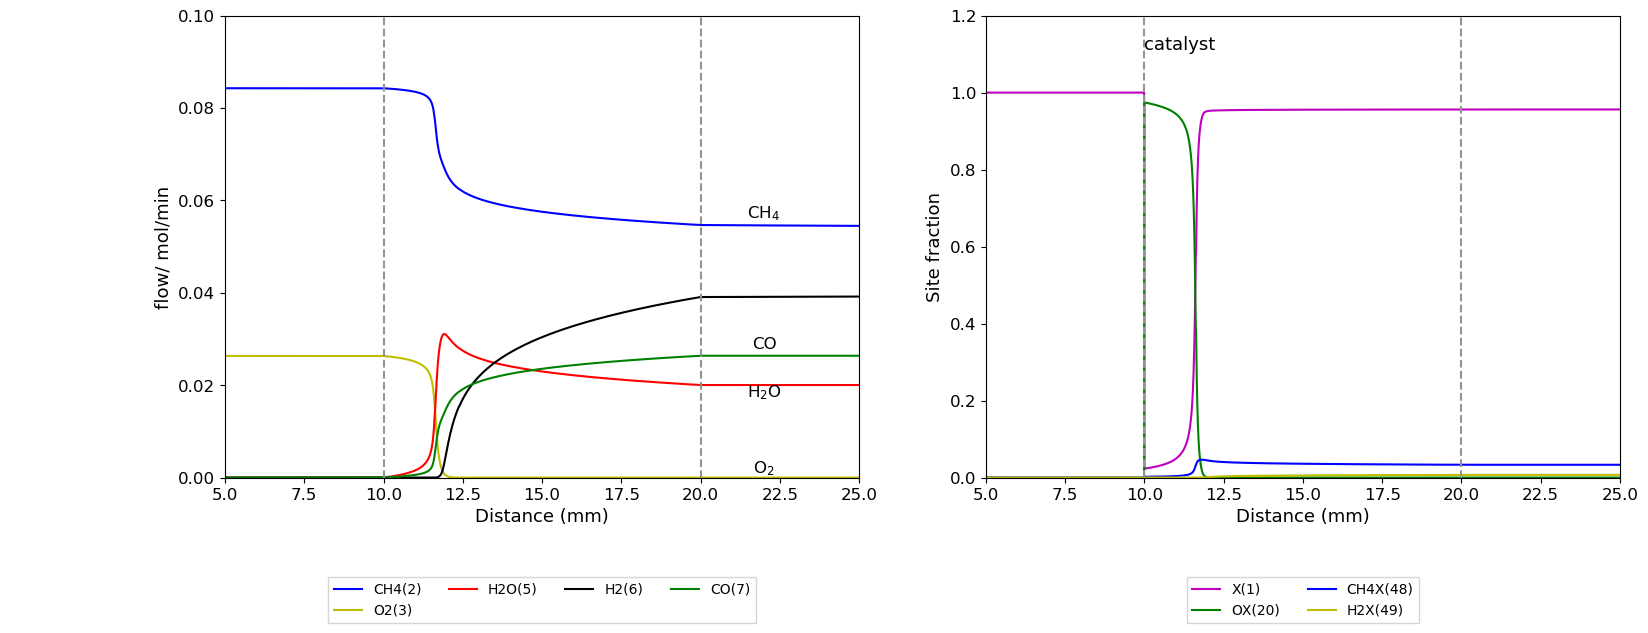 0.10
0.08
0.06
0.04
0.02
0.00
flow/ mol/min
CH₄
CO
H₂O
O₂
5.0 7.5 10.0 12.5 15.0 17.5 20.0 22.5 25.0
Distance (mm)
CH4(2) H2O(5) H2(6) CO(7)
O2(3)
1.2
1.0
0.8
0.6
0.4
0.2
0.0
Site fraction
catalyst
5.0 7.5 10.0 12.5 15.0 17.5 20.0 22.5 25.0
Distance (mm)
X(1) CH4X(48)
OX(20) H2X(49)